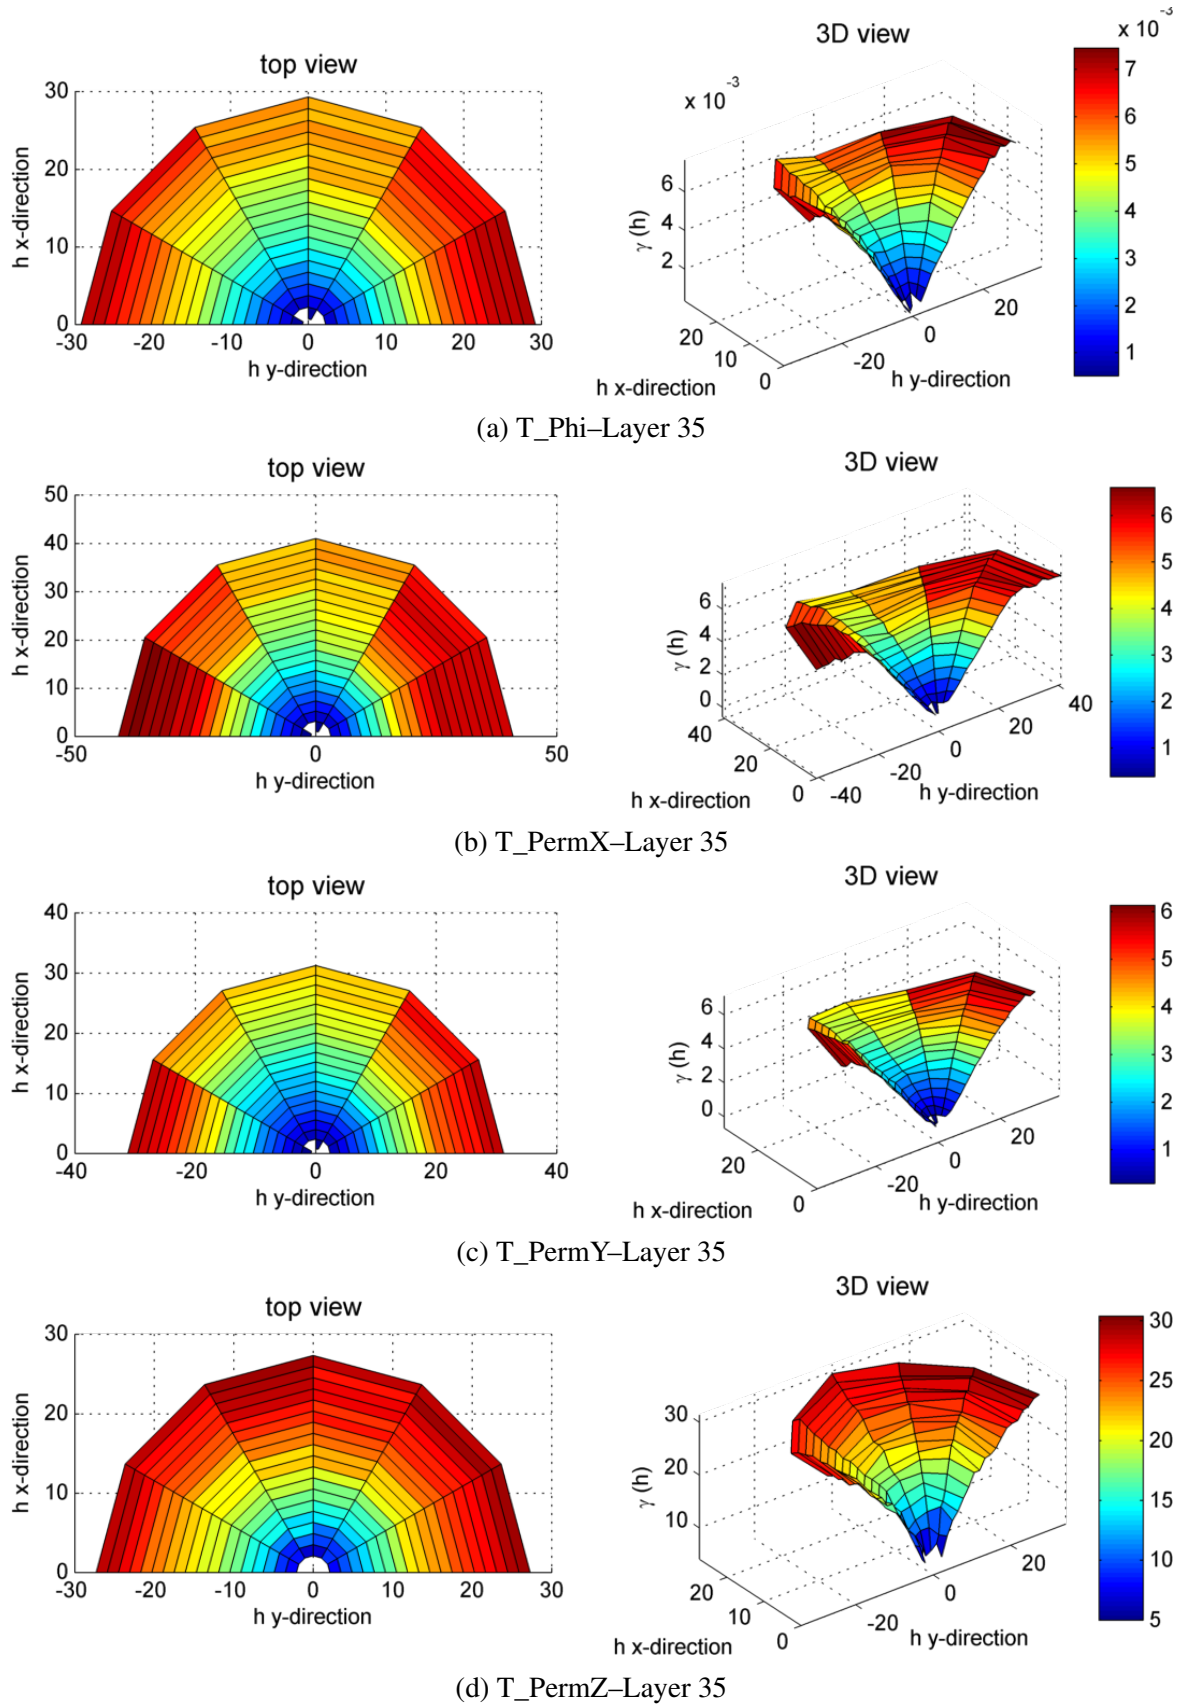 top view
30
20
10
0
h x-direction
-30 -20 -10 0 10 20 30
h y-direction
3D view
x 10⁻³
x 10⁻³
6
4
2
γ (h)
20
10
0
h x-direction
-20
0
20
h y-direction
7
6
5
4
3
2
1
(a) T_Phi–Layer 35
top view
50
40
30
20
10
0
h x-direction
-50 0 50
h y-direction
3D view
6
4
2
0
γ (h)
40
20
0
h x-direction
-40
-20
0
20
40
h y-direction
6
5
4
3
2
1
(b) T_PermX–Layer 35
top view
40
30
20
10
0
h x-direction
-40 -20 0 20 40
h y-direction
3D view
6
4
2
0
γ (h)
20
0
h x-direction
-20
0
20
h y-direction
6
5
4
3
2
1
(c) T_PermY–Layer 35
top view
30
20
10
0
h x-direction
-30 -20 -10 0 10 20 30
h y-direction
3D view
30
20
10
γ (h)
20
10
0
h x-direction
-20
0
20
h y-direction
30
25
20
15
10
5
(d) T_PermZ–Layer 35